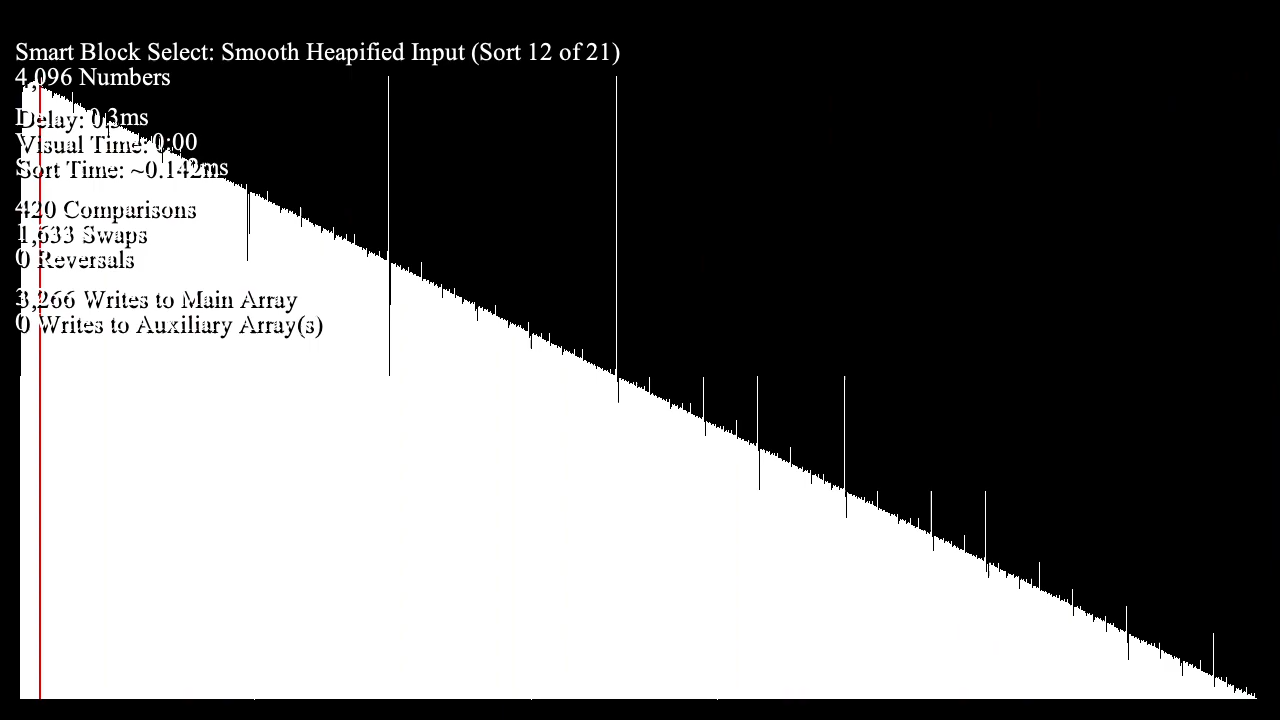 Smart Block Select: Smooth Heapified Input (Sort 12 of 21)
4,096 Numbers
Delay: 0.3ms
Visual Time: 0:00
Sort Time: ~0.142ms
420 Comparisons
1,633 Swaps
0 Reversals
3,266 Writes to Main Array
0 Writes to Auxiliary Array(s)